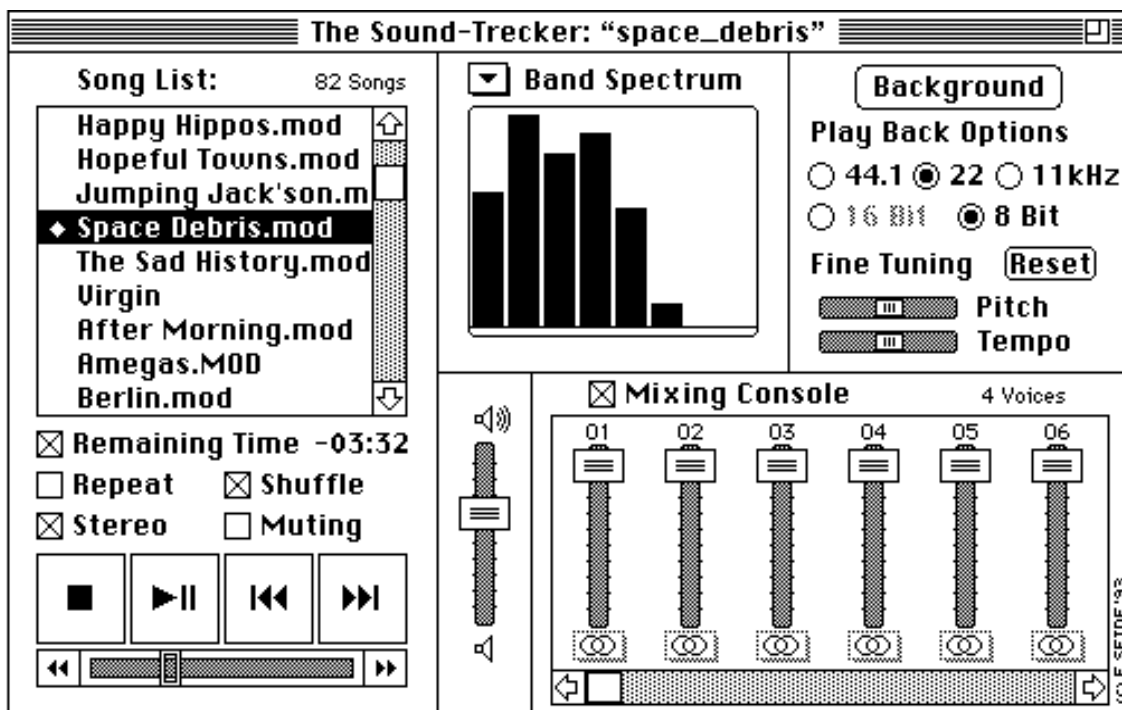 The Sound-Trecker: “space_debris”
Song List: 82 Songs
Happy Hippos.mod
Hopeful Towns.mod
Jumping Jack'son.m
Space Debris.mod
The Sad History.mod
Virgin
After Morning.mod
Amegas.MOD
Berlin.mod
Remaining Time -03:32
Repeat Shuffle
Stereo Muting
Band Spectrum
Background
Play Back Options
44.1 22 11kHz
16 Bit 8 Bit
Fine Tuning Reset
Pitch
Tempo
Mixing Console 4 Voices
01 02 03 04 05 06